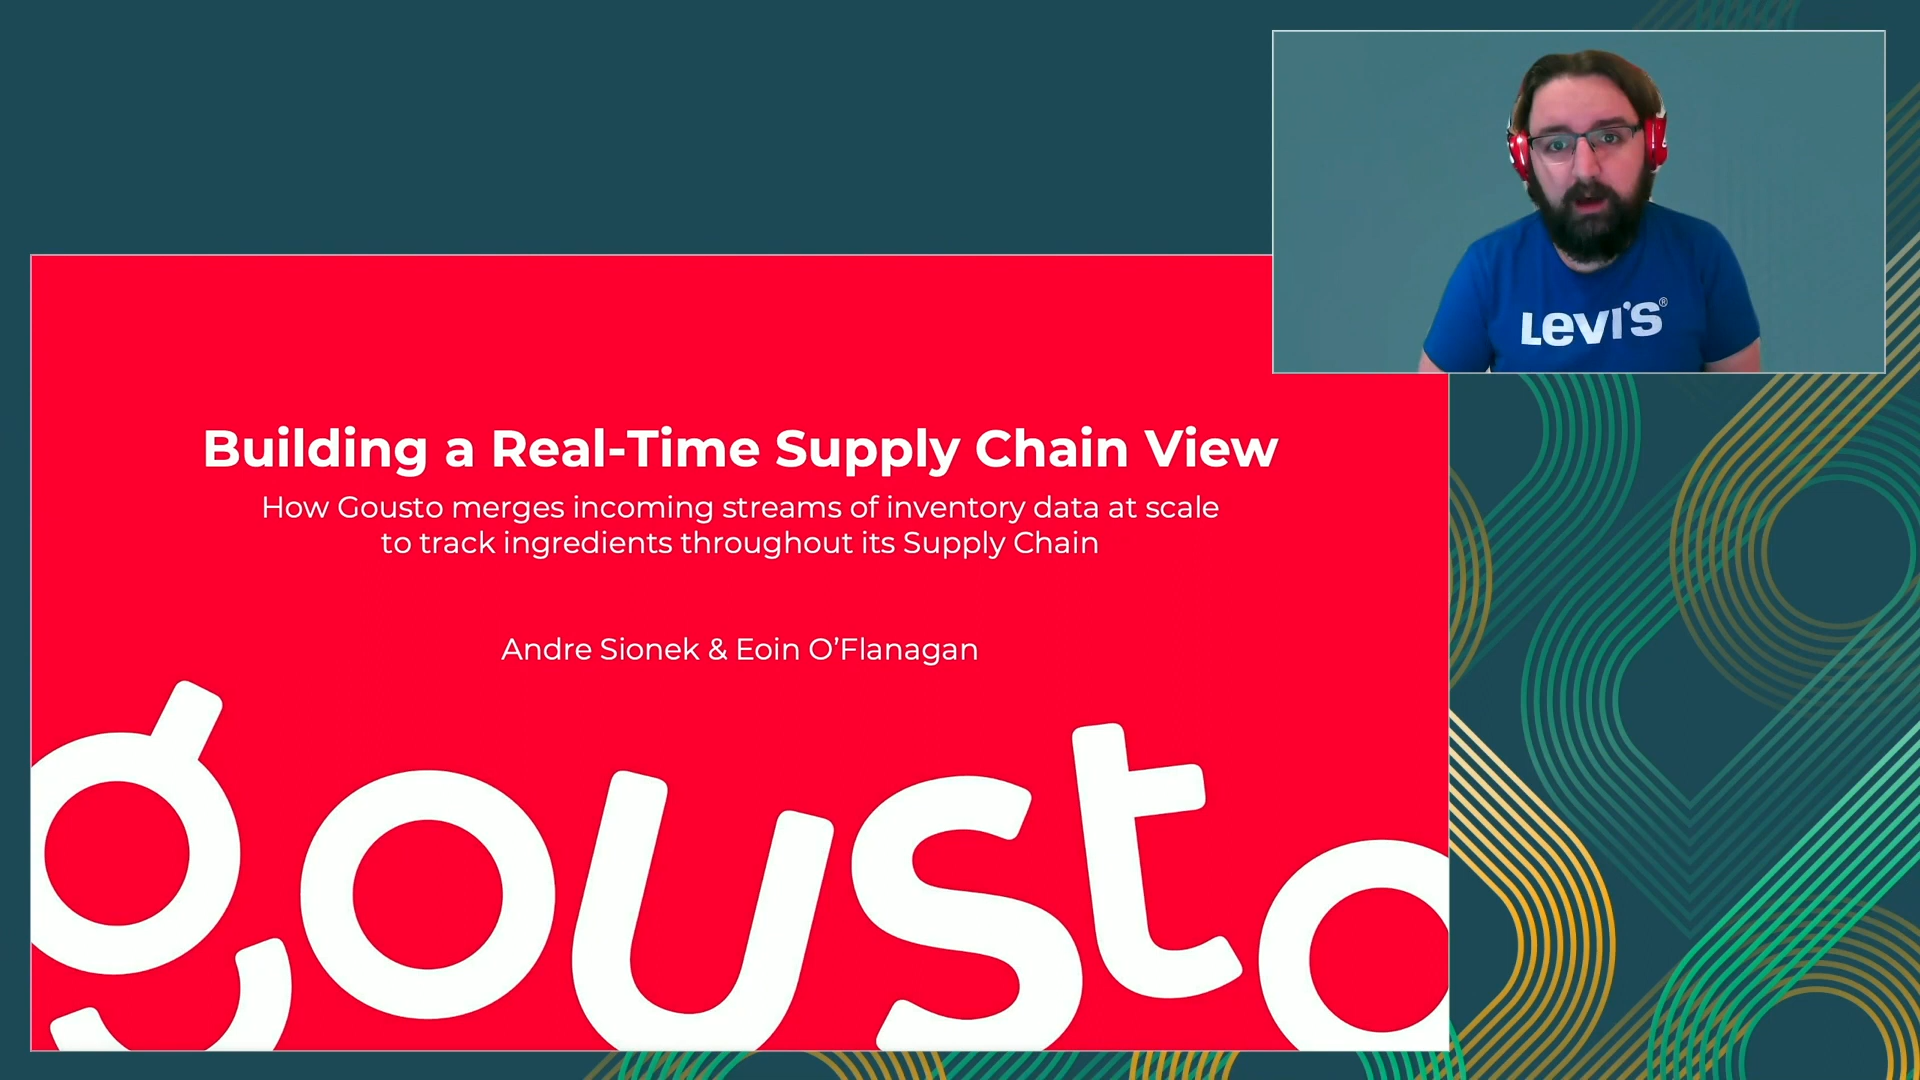 LEVI'S®
Building a Real-Time Supply Chain View
How Gousto merges incoming streams of inventory data at scale
to track ingredients throughout its Supply Chain
Andre Sionek & Eoin O’Flanagan
gousto